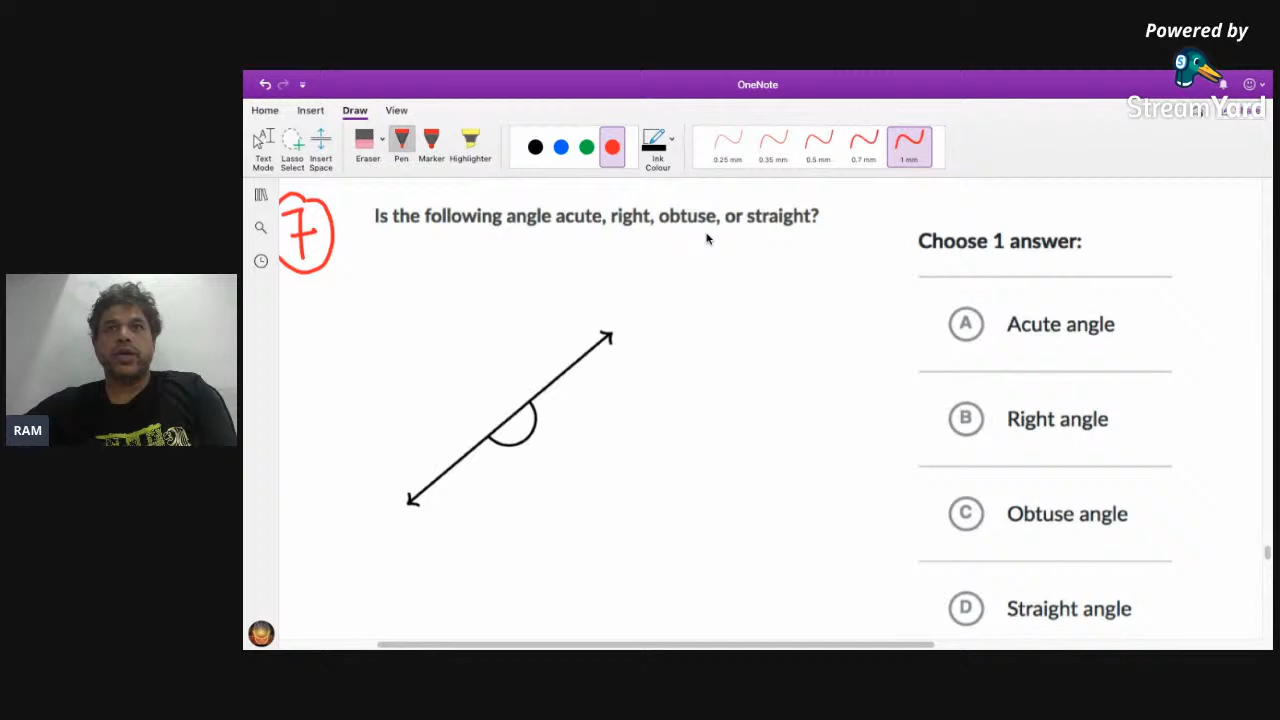 Powered by
StreamYard
OneNote
Home Insert Draw View
Text Mode
Lasso Select
Insert Space
Eraser
Pen
Marker
Highlighter
Ink Colour
0.25 mm
0.35 mm
0.5 mm
0.7 mm
1 mm
7
Is the following angle acute, right, obtuse, or straight?
Choose 1 answer:
A Acute angle
B Right angle
C Obtuse angle
D Straight angle
RAM